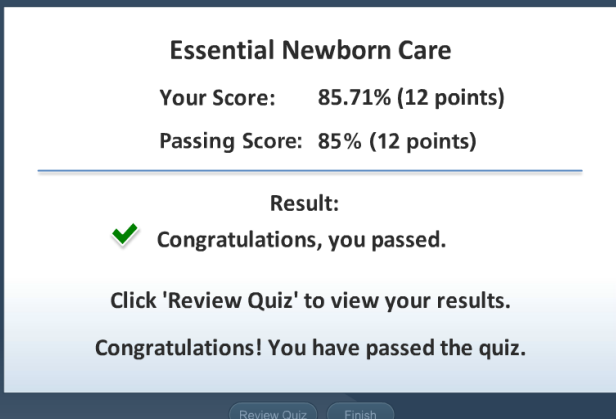 Essential Newborn Care
Your Score: 85.71% (12 points)
Passing Score: 85% (12 points)
Result:
Congratulations, you passed.
Click 'Review Quiz' to view your results.
Congratulations! You have passed the quiz.
Review Quiz Finish